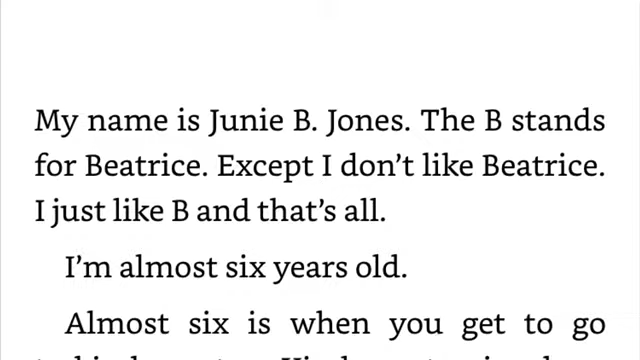 My name is Junie B. Jones. The B stands
for Beatrice. Except I don’t like Beatrice.
I just like B and that’s all.
I’m almost six years old.
Almost six is when you get to go